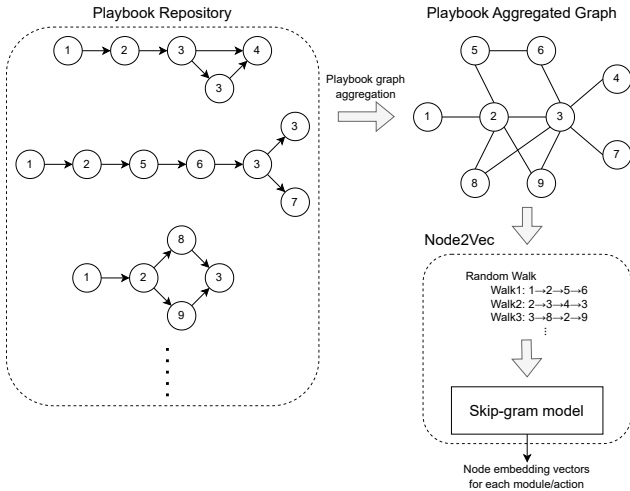 Playbook Repository
1 2 3 4
3
3
1 2 5 6 3
7
8
1 2 3
9
Playbook graph
aggregation
Playbook Aggregated Graph
5 6
4
1 2 3
7
8 9
Node2Vec
Random Walk
Walk1: 1→2→5→6
Walk2: 2→3→4→3
Walk3: 3→8→2→9
⋮
Skip-gram model
Node embedding vectors
for each module/action